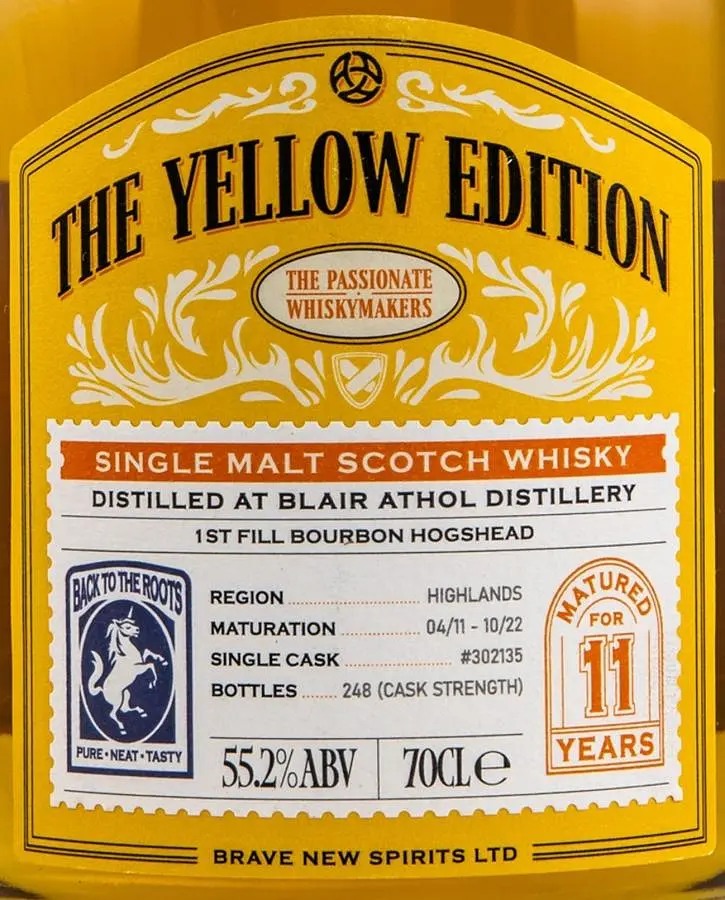 THE YELLOW EDITION
THE PASSIONATE
WHISKYMAKERS
SINGLE MALT SCOTCH WHISKY
DISTILLED AT BLAIR ATHOL DISTILLERY
1ST FILL BOURBON HOGSHEAD
BACK TO THE ROOTS
PURE • NEAT • TASTY
REGION ........ HIGHLANDS
MATURATION ........ 04/11 - 10/22
SINGLE CASK ........ #302135
BOTTLES ...... 248 (CASK STRENGTH)
55.2% ABV
70CL ℮
MATURED
FOR
11
YEARS
BRAVE NEW SPIRITS LTD